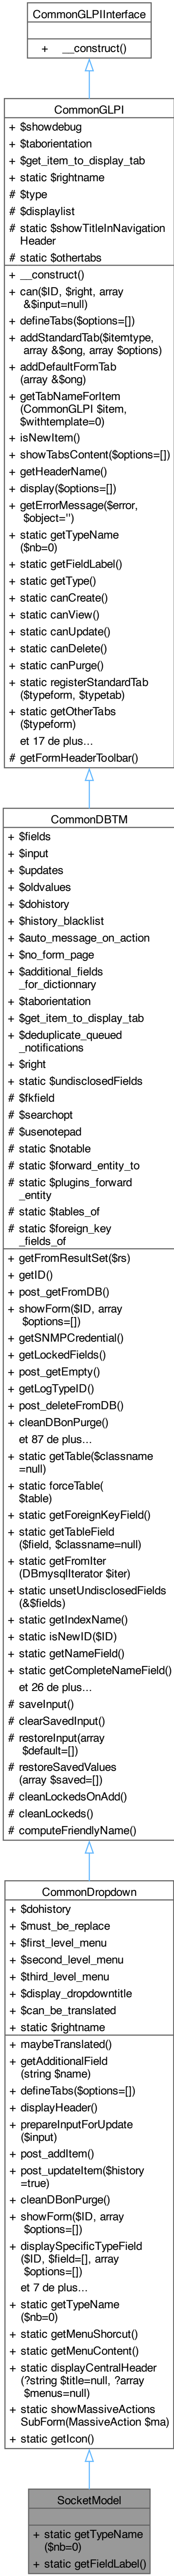 CommonGLPIInterface
+ __construct()
CommonGLPI
+ $showdebug
+ $taborientation
+ $get_item_to_display_tab
+ static $rightname
# $type
# $displaylist
# static $showTitleInNavigation
Header
# static $othertabs
+ __construct()
+ can($ID, $right, array
&$input=null)
+ defineTabs($options=[])
+ addStandardTab($itemtype,
array &$ong, array $options)
+ addDefaultFormTab
(array &$ong)
+ getTabNameForItem
(CommonGLPI $item,
$withtemplate=0)
+ isNewItem()
+ showTabsContent($options=[])
+ getHeaderName()
+ display($options=[])
+ getErrorMessage($error,
$object='')
+ static getTypeName
($nb=0)
+ static getFieldLabel()
+ static getType()
+ static canCreate()
+ static canView()
+ static canUpdate()
+ static canDelete()
+ static canPurge()
+ static registerStandardTab
($typeform, $typetab)
+ static getOtherTabs
($typeform)
et 17 de plus...
# getFormHeaderToolbar()
CommonDBTM
+ $fields
+ $input
+ $updates
+ $oldvalues
+ $dohistory
+ $history_blacklist
+ $auto_message_on_action
+ $no_form_page
+ $additional_fields
_for_dictionnary
+ $taborientation
+ $get_item_to_display_tab
+ $deduplicate_queued
_notifications
+ $right
+ static $undisclosedFields
# $fkfield
# $searchopt
# $usenotepad
# static $notable
# static $forward_entity_to
# static $plugins_forward
_entity
# static $tables_of
# static $foreign_key
_fields_of
+ getFromResultSet($rs)
+ getID()
+ post_getFromDB()
+ showForm($ID, array
$options=[])
+ getSNMPCredential()
+ getLockedFields()
+ post_getEmpty()
+ getLogTypeID()
+ post_deleteFromDB()
+ cleanDBonPurge()
et 87 de plus...
+ static getTable($classname
=null)
+ static forceTable(
$table)
+ static getForeignKeyField()
+ static getTableField
($field, $classname=null)
+ static getFromIter
(DBmysqlIterator $iter)
+ static unsetUndisclosedFields
(&$fields)
+ static getIndexName()
+ static isNewID($ID)
+ static getNameField()
+ static getCompleteNameField()
et 26 de plus...
# saveInput()
# clearSavedInput()
# restoreInput(array
$default=[])
# restoreSavedValues
(array $saved=[])
# cleanLockedsOnAdd()
# cleanLockeds()
# computeFriendlyName()
CommonDropdown
+ $dohistory
+ $must_be_replace
+ $first_level_menu
+ $second_level_menu
+ $third_level_menu
+ $display_dropdowntitle
+ $can_be_translated
+ static $rightname
+ maybeTranslated()
+ getAdditionalField
(string $name)
+ defineTabs($options=[])
+ displayHeader()
+ prepareInputForUpdate
($input)
+ post_addItem()
+ post_updateItem($history
=true)
+ cleanDBonPurge()
+ showForm($ID, array
$options=[])
+ displaySpecificTypeField
($ID, $field=[], array
$options=[])
et 7 de plus...
+ static getTypeName
($nb=0)
+ static getMenuShorcut()
+ static getMenuContent()
+ static displayCentralHeader
(?string $title=null, ?array
$menus=null)
+ static showMassiveActions
SubForm(MassiveAction $ma)
+ static getIcon()
SocketModel
+ static getTypeName
($nb=0)
+ static getFieldLabel()